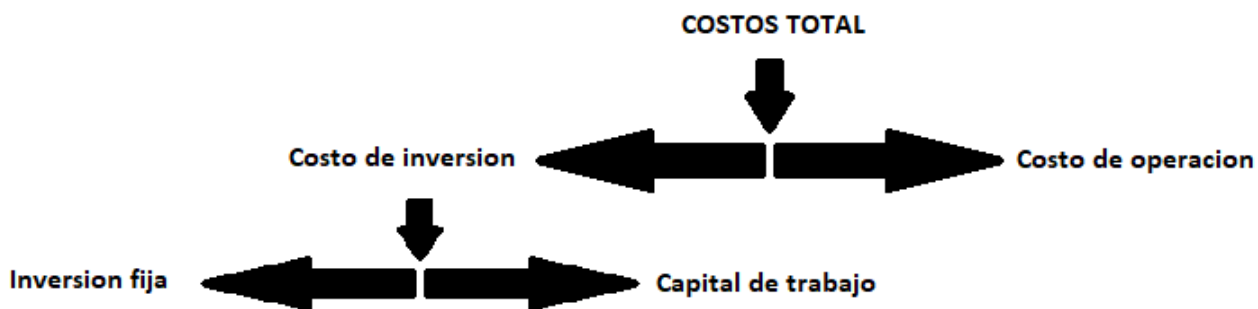 COSTOS TOTAL
Costo de inversion
Costo de operacion
Inversion fija
Capital de trabajo